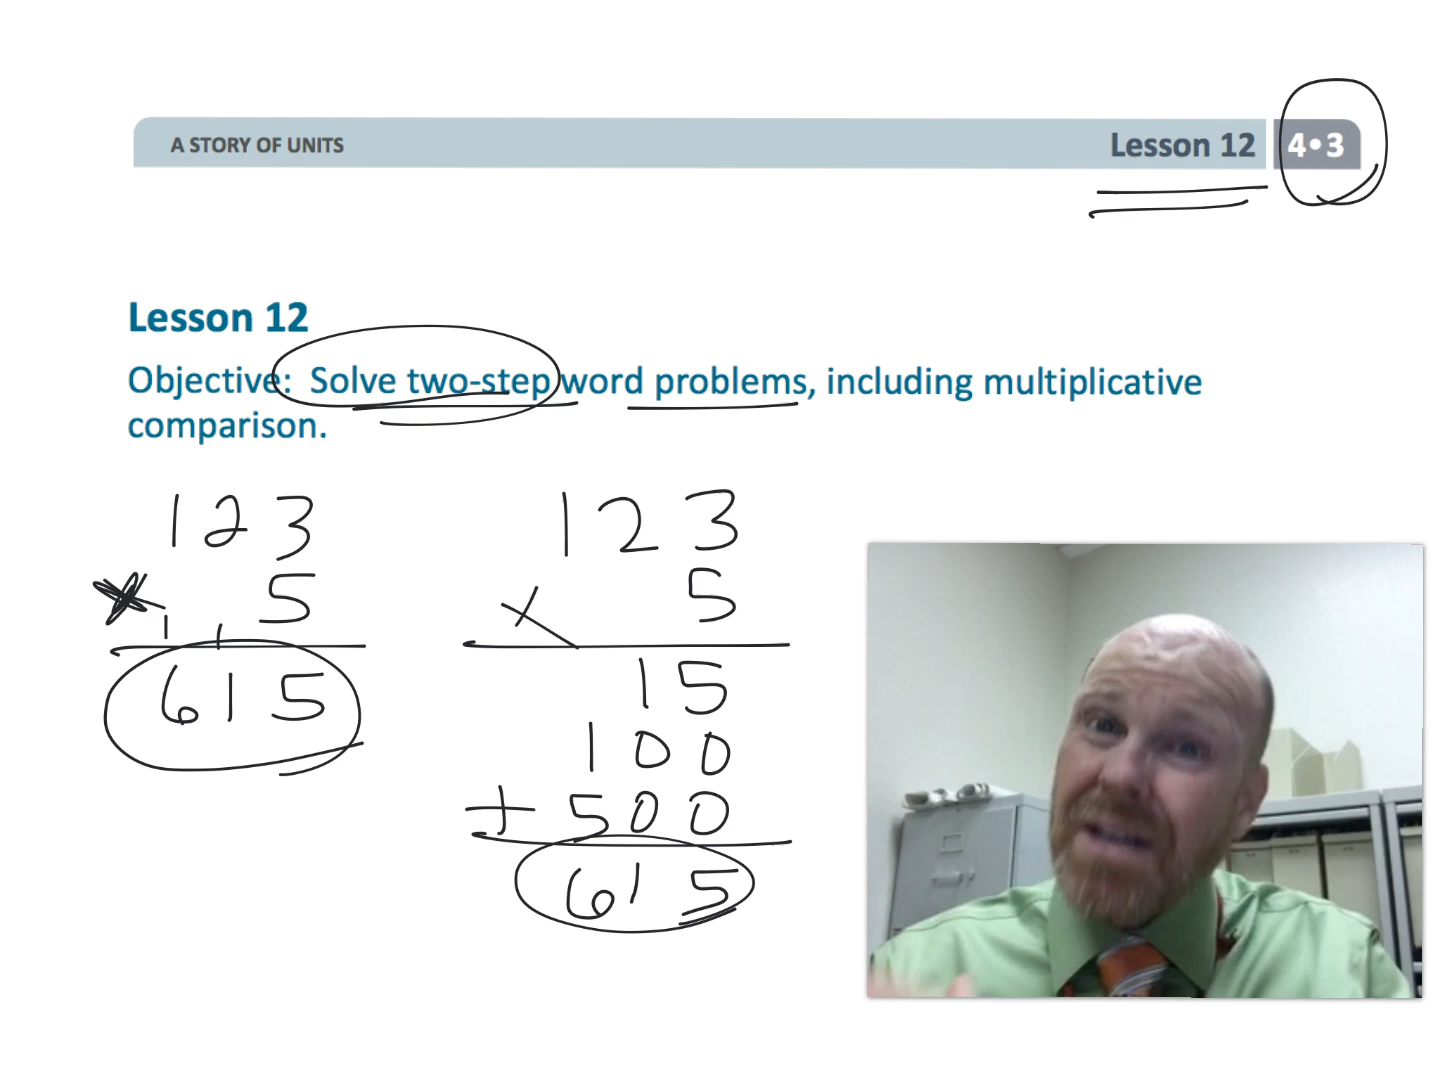 A STORY OF UNITS
Lesson 12
4•3
Lesson 12
Objective: Solve two-step word problems, including multiplicative
comparison.
123
× 5
1 1
615
123
× 5
15
100
+ 500
615